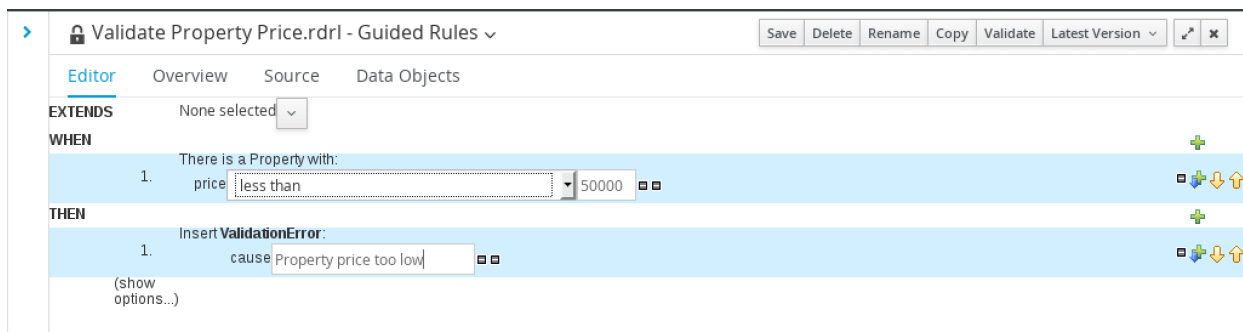 Validate Property Price.rdrl - Guided Rules
Save Delete Rename Copy Validate Latest Version
Editor Overview Source Data Objects
EXTENDS None selected
WHEN
There is a Property with:
1.
price less than 50000
THEN
Insert ValidationError:
1.
cause Property price too low
(show
options...)